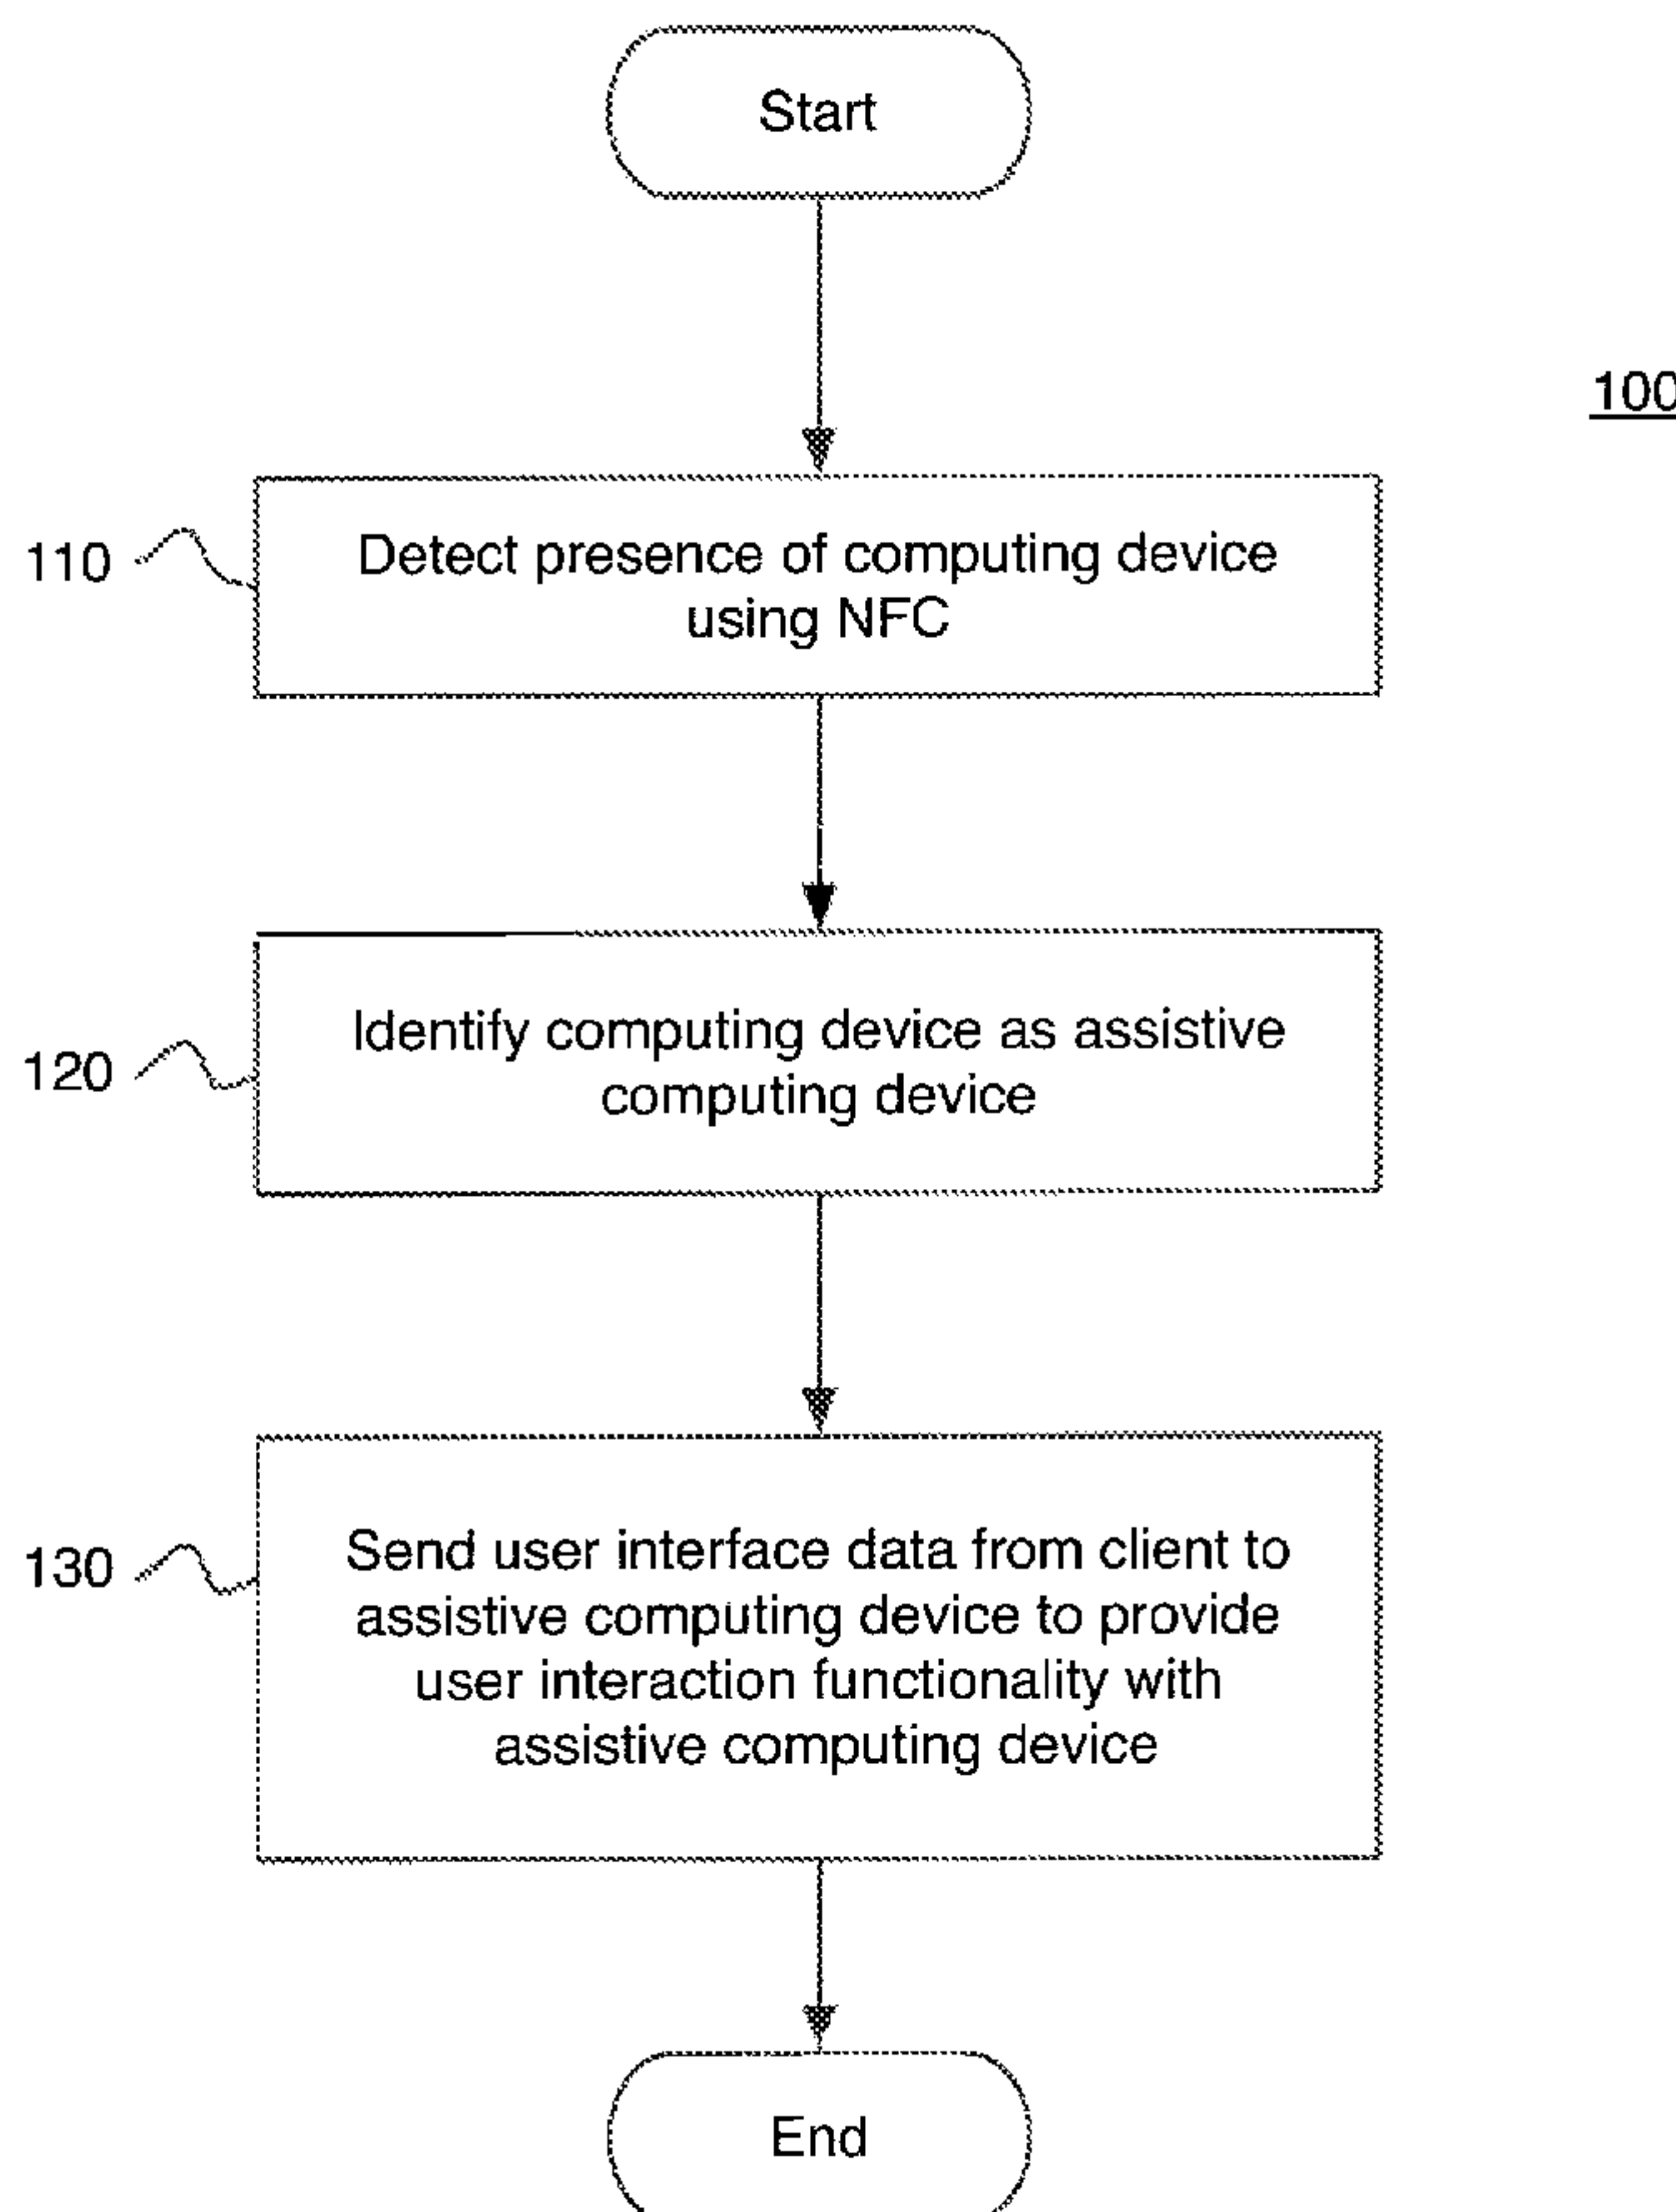 Start
100
110
Detect presence of computing device
using NFC
120
Identify computing device as assistive
computing device
130
Send user interface data from client to
assistive computing device to provide
user interaction functionality with
assistive computing device
End